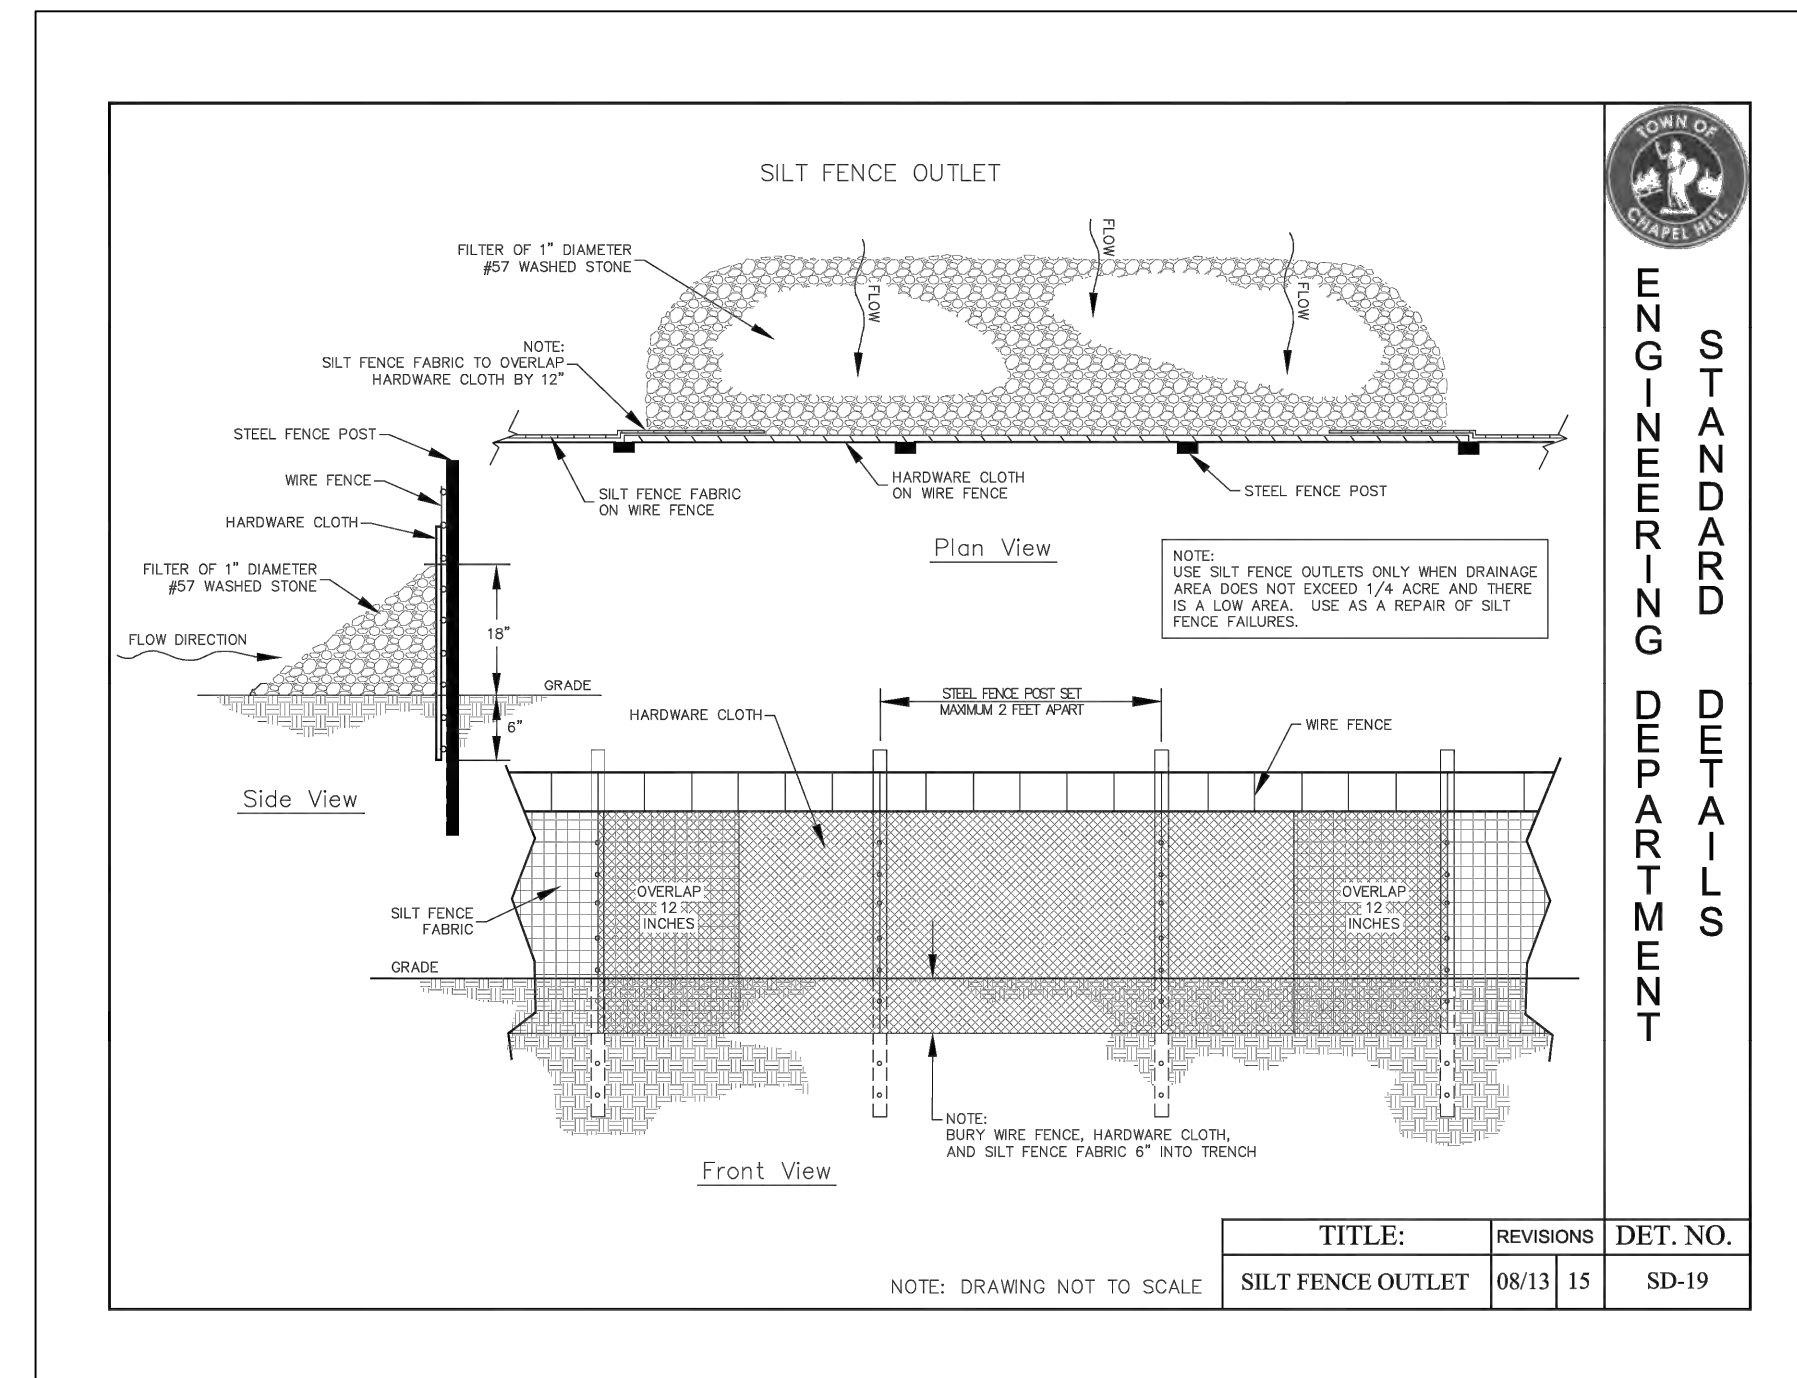 SILT FENCE OUTLET
FILTER OF 1" DIAMETER
#57 WASHED STONE
FLOW
FLOW
FLOW
NOTE:
SILT FENCE FABRIC TO OVERLAP
HARDWARE CLOTH BY 12"
STEEL FENCE POST
WIRE FENCE
HARDWARE CLOTH
FILTER OF 1" DIAMETER
#57 WASHED STONE
FLOW DIRECTION
18"
GRADE
6"
Side View
SILT FENCE FABRIC
ON WIRE FENCE
HARDWARE CLOTH
ON WIRE FENCE
STEEL FENCE POST
Plan View
NOTE:
USE SILT FENCE OUTLETS ONLY WHEN DRAINAGE
AREA DOES NOT EXCEED 1/4 ACRE AND THERE
IS A LOW AREA. USE AS A REPAIR OF SILT
FENCE FAILURES.
STEEL FENCE POST SET
MAXIMUM 2 FEET APART
HARDWARE CLOTH
WIRE FENCE
OVERLAP
12
INCHES
OVERLAP
12
INCHES
SILT FENCE
FABRIC
GRADE
NOTE:
BURY WIRE FENCE, HARDWARE CLOTH,
AND SILT FENCE FABRIC 6" INTO TRENCH
Front View
NOTE: DRAWING NOT TO SCALE
TOWN OF
CHAPEL HILL
ENGINEERING DEPARTMENT
STANDARD DETAILS
TITLE:
REVISIONS
DET. NO.
SILT FENCE OUTLET
08/13
15
SD-19